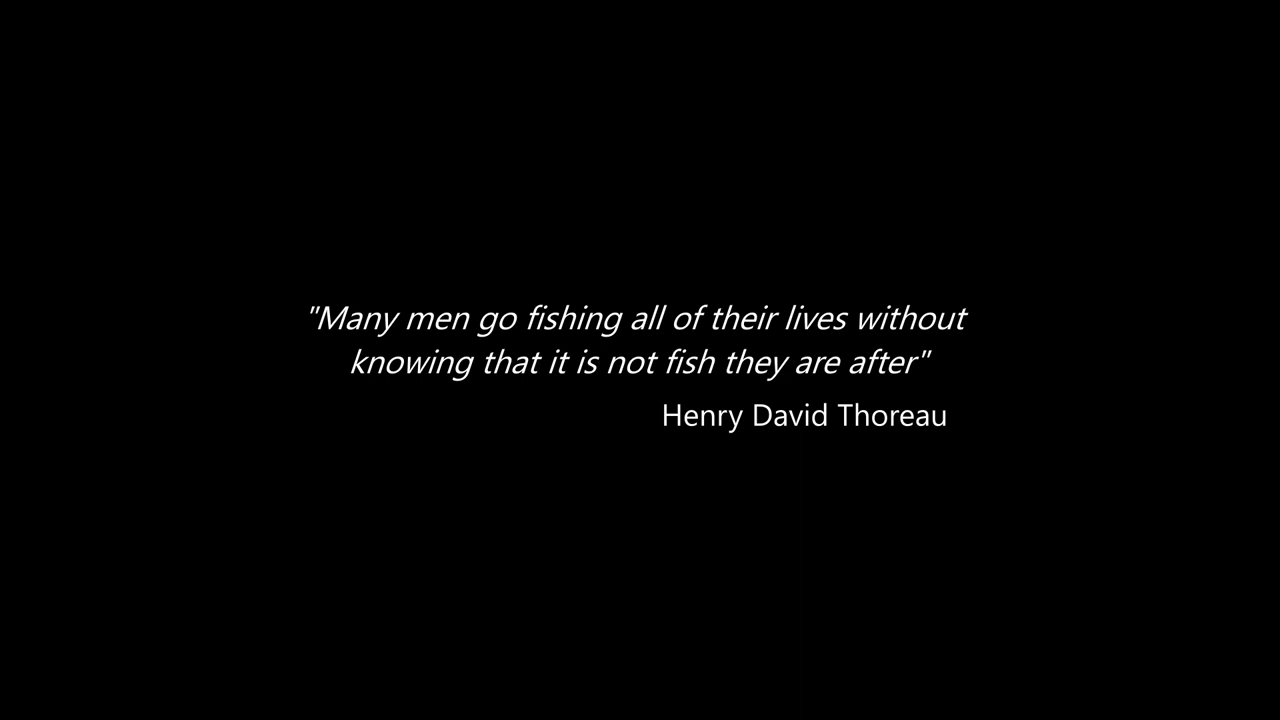 "Many men go fishing all of their lives without
knowing that it is not fish they are after"
Henry David Thoreau